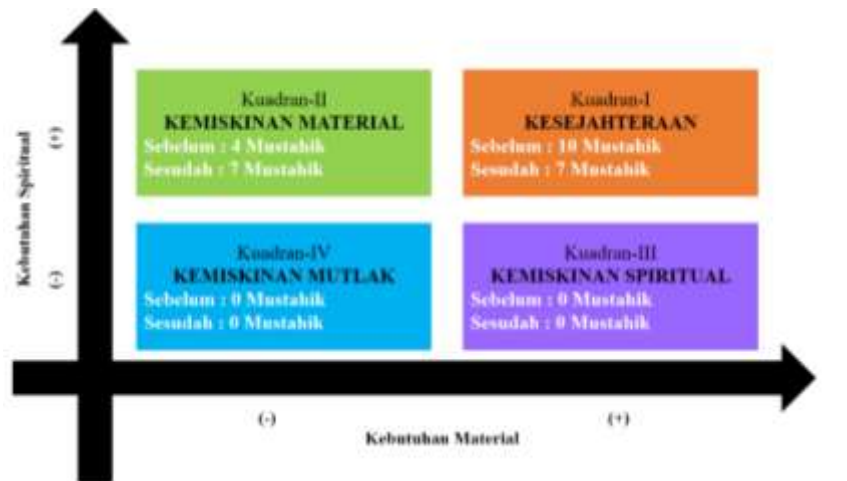 Kuadran-II
KEMISKINAN MATERIAL
Sebelum : 4 Mustahik
Sesudah : 7 Mustahik
Kuadran-I
KESEJAHTERAAN
Sebelum : 10 Mustahik
Sesudah : 7 Mustahik
Kebutuhan Spiritual
(+)
(-)
Kuadran-IV
KEMISKINAN MUTLAK
Sebelum : 0 Mustahik
Sesudah : 0 Mustahik
Kuadran-III
KEMISKINAN SPIRITUAL
Sebelum : 0 Mustahik
Sesudah : 0 Mustahik
(-)
(+)
Kebutuhan Material